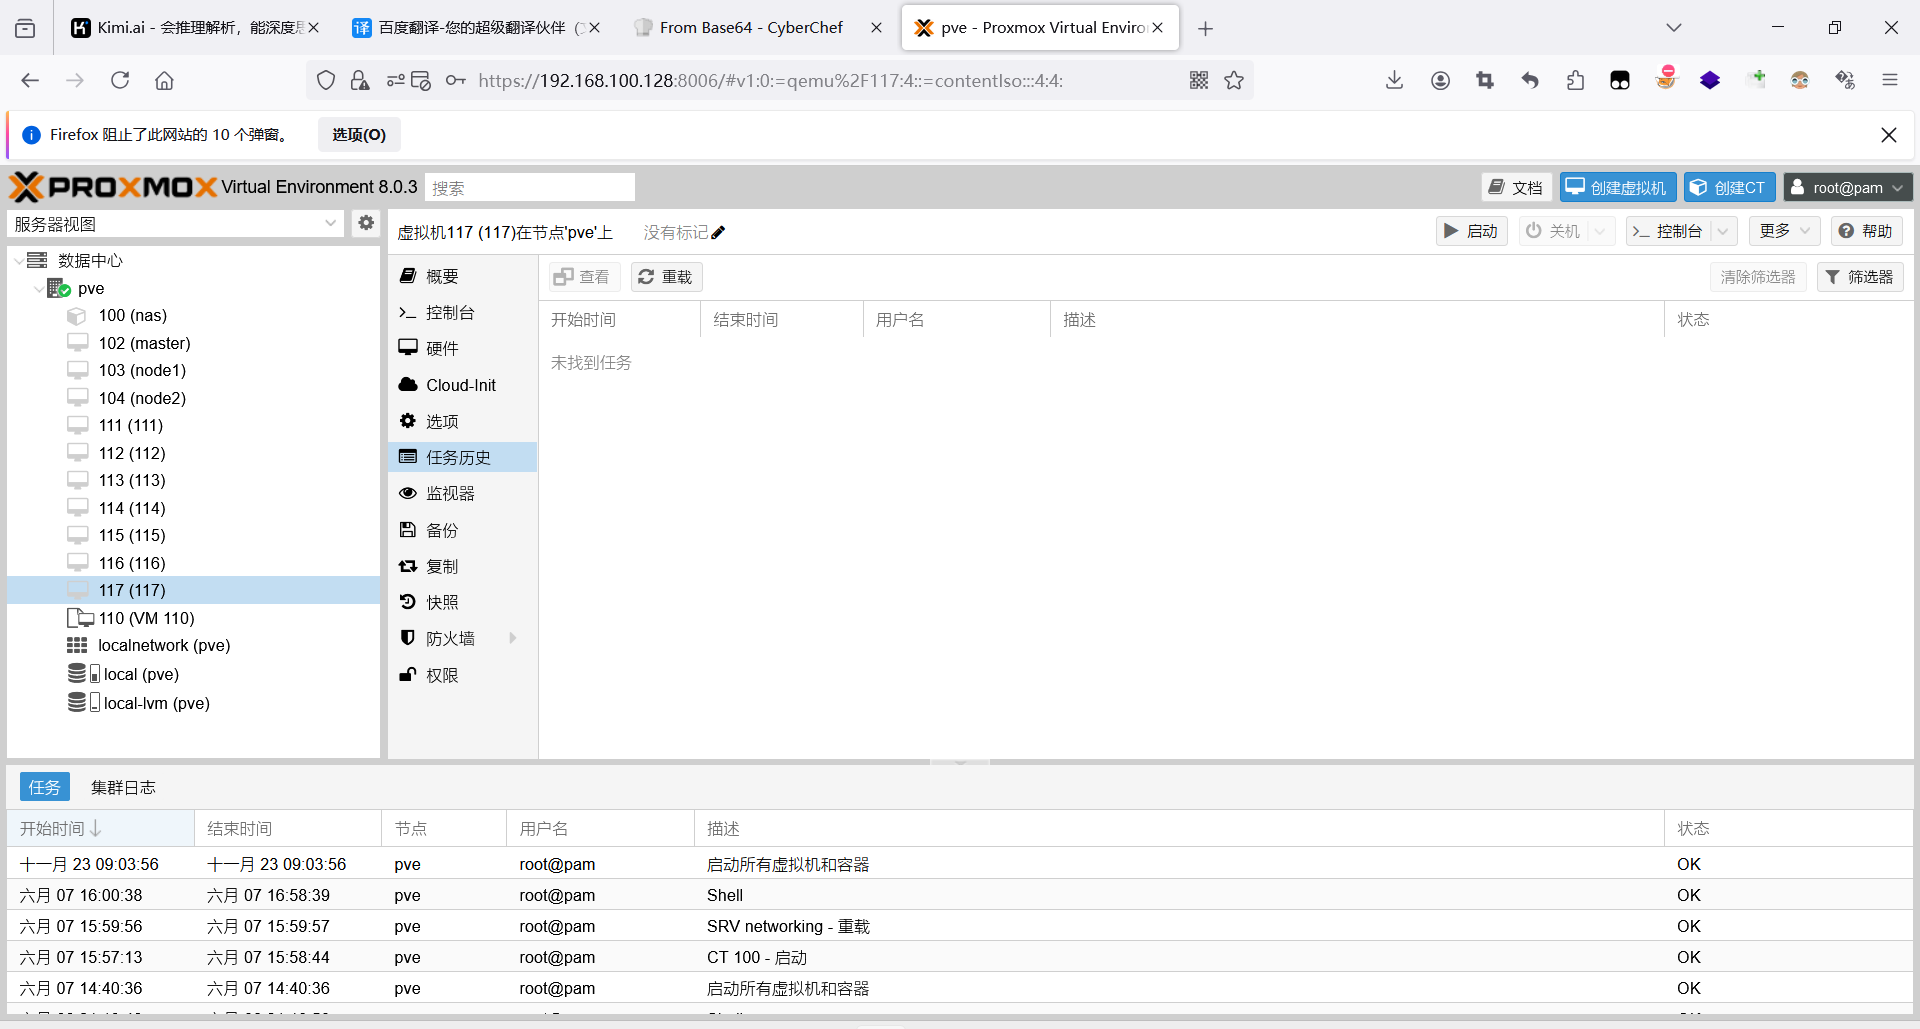 Kimi.ai - 会推理解析，能深度思
百度翻译-您的超级翻译伙伴（文
From Base64 - CyberChef
pve - Proxmox Virtual Enviro
https://192.168.100.128:8006/#v1:0:=qemu%2F117:4::=contentIso:::4:4:
Firefox 阻止了此网站的 10 个弹窗。
选项(O)
PROXMOX Virtual Environment 8.0.3
搜索
文档
创建虚拟机
创建CT
root@pam
服务器视图
数据中心
pve
100 (nas)
102 (master)
103 (node1)
104 (node2)
111 (111)
112 (112)
113 (113)
114 (114)
115 (115)
116 (116)
117 (117)
110 (VM 110)
localnetwork (pve)
local (pve)
local-lvm (pve)
虚拟机117 (117)在节点'pve'上
没有标记
启动
关机
控制台
更多
帮助
概要
控制台
硬件
Cloud-Init
选项
任务历史
监视器
备份
复制
快照
防火墙
权限
查看
重载
清除筛选器
筛选器
开始时间 结束时间 用户名 描述 状态
未找到任务
任务 集群日志
开始时间 结束时间 节点 用户名 描述 状态
十一月 23 09:03:56 十一月 23 09:03:56 pve root@pam 启动所有虚拟机和容器 OK
六月 07 16:00:38 六月 07 16:58:39 pve root@pam Shell OK
六月 07 15:59:56 六月 07 15:59:57 pve root@pam SRV networking - 重载 OK
六月 07 15:57:13 六月 07 15:58:44 pve root@pam CT 100 - 启动 OK
六月 07 14:40:36 六月 07 14:40:36 pve root@pam 启动所有虚拟机和容器 OK